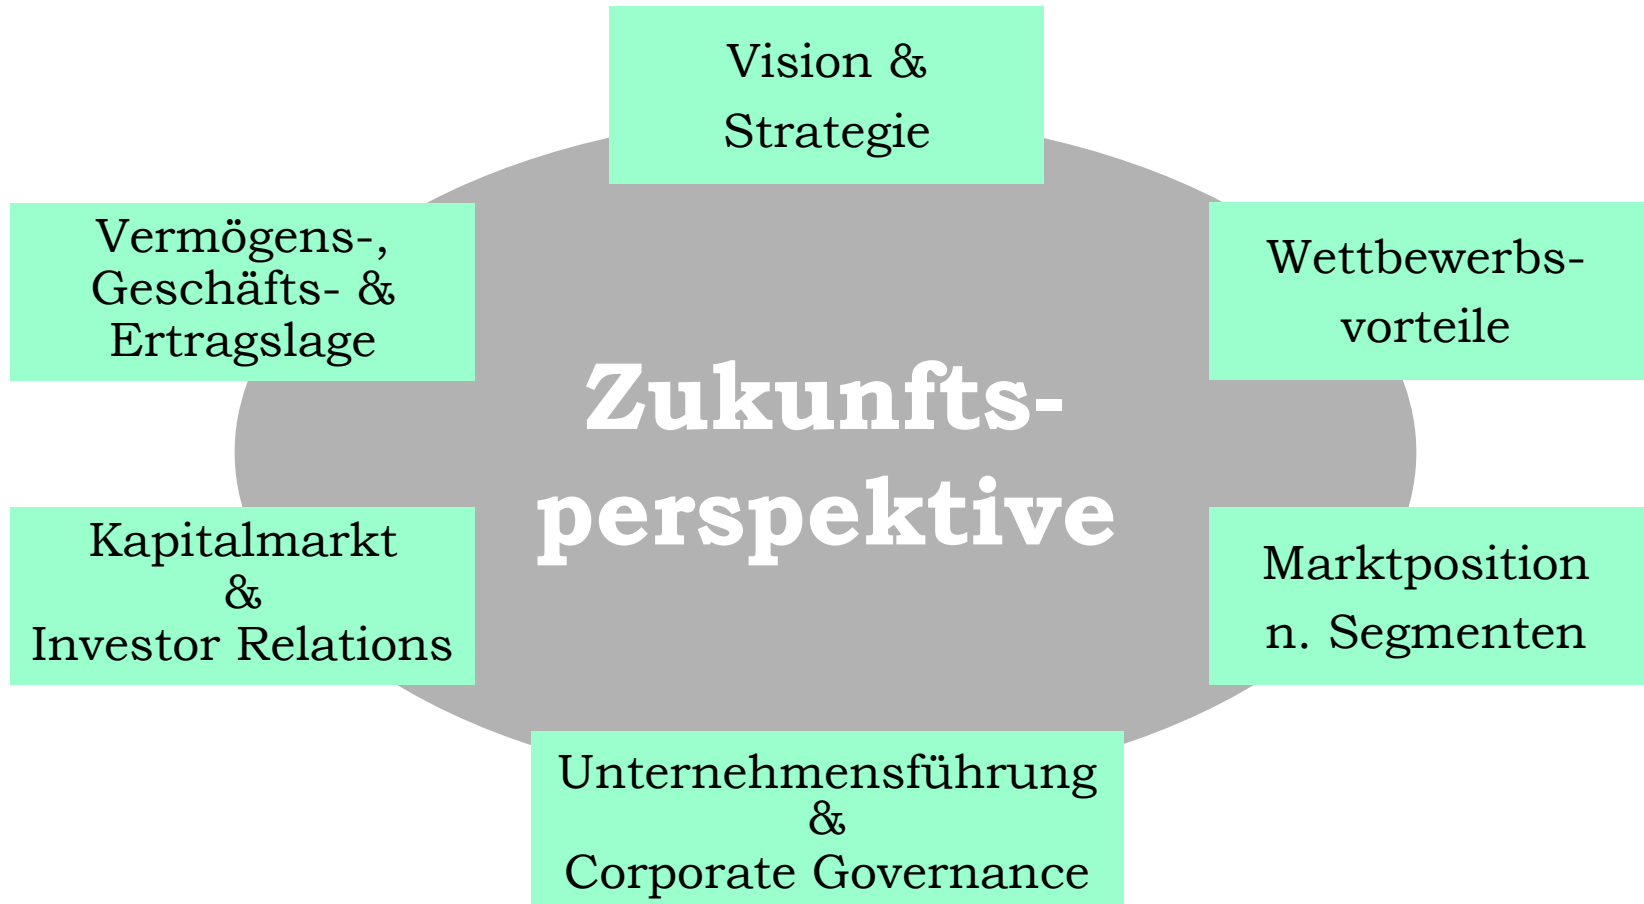 Vision &
Strategie
Vermögens-,
Geschäfts- &
Ertragslage
Wettbewerbs-
vorteile
Zukunfts-
perspektive
Kapitalmarkt
&
Investor Relations
Marktposition
n. Segmenten
Unternehmensführung
&
Corporate Governance